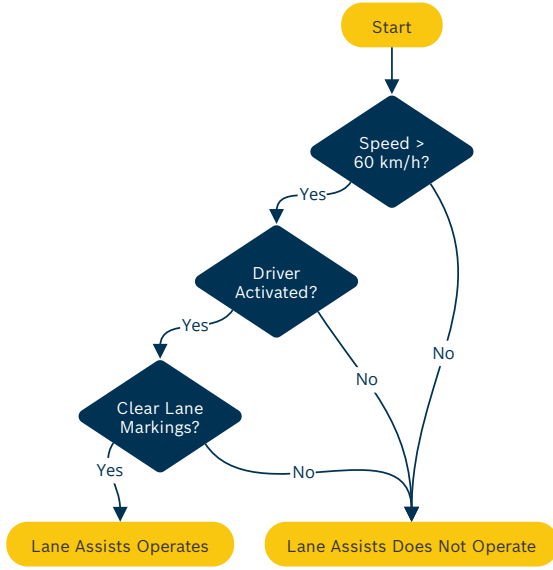 Start
Speed >
60 km/h?
Yes
Driver
Activated?
Yes
No
No
Clear Lane
Markings?
Yes
No
Lane Assists Operates
Lane Assists Does Not Operate